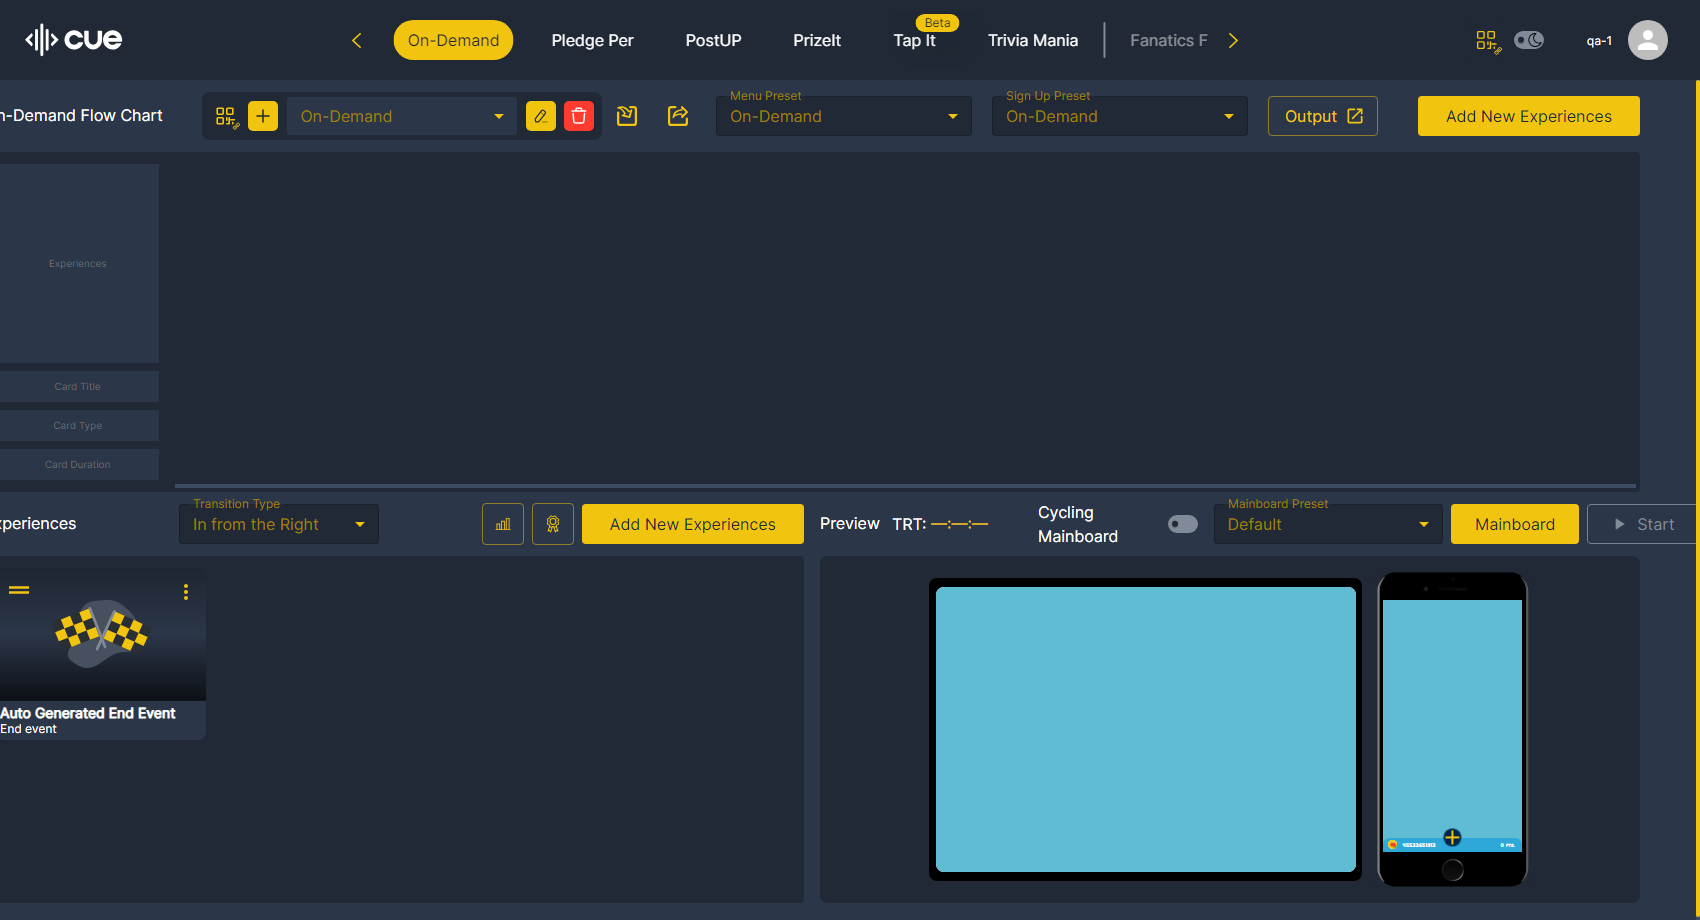 cue
On-Demand
Pledge Per
PostUP
PrizeIt
Beta
Tap It
Trivia Mania
Fanatics F
qa-1
n-Demand Flow Chart
On-Demand
Menu Preset
On-Demand
Sign Up Preset
On-Demand
Output
Add New Experiences
Experiences
Card Title
Card Type
Card Duration
xperiences
Transition Type
In from the Right
Add New Experiences
Preview
TRT: —:—:—
Cycling
Mainboard
Mainboard Preset
Default
Mainboard
Start
Auto Generated End Event
End event
0 PTS.